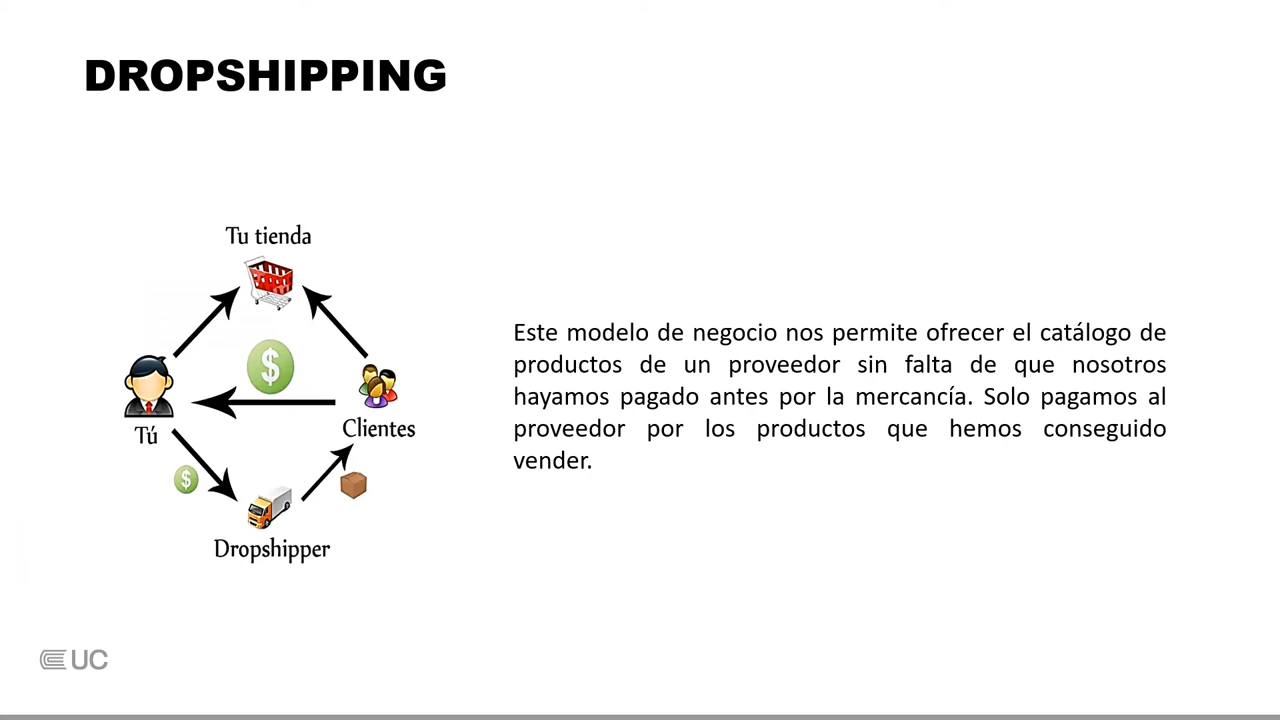 DROPSHIPPING
Tu tienda
$
Tú
Clientes
$
Dropshipper
Este modelo de negocio nos permite ofrecer el catálogo de
productos de un proveedor sin falta de que nosotros
hayamos pagado antes por la mercancía. Solo pagamos al
proveedor por los productos que hemos conseguido
vender.
UC